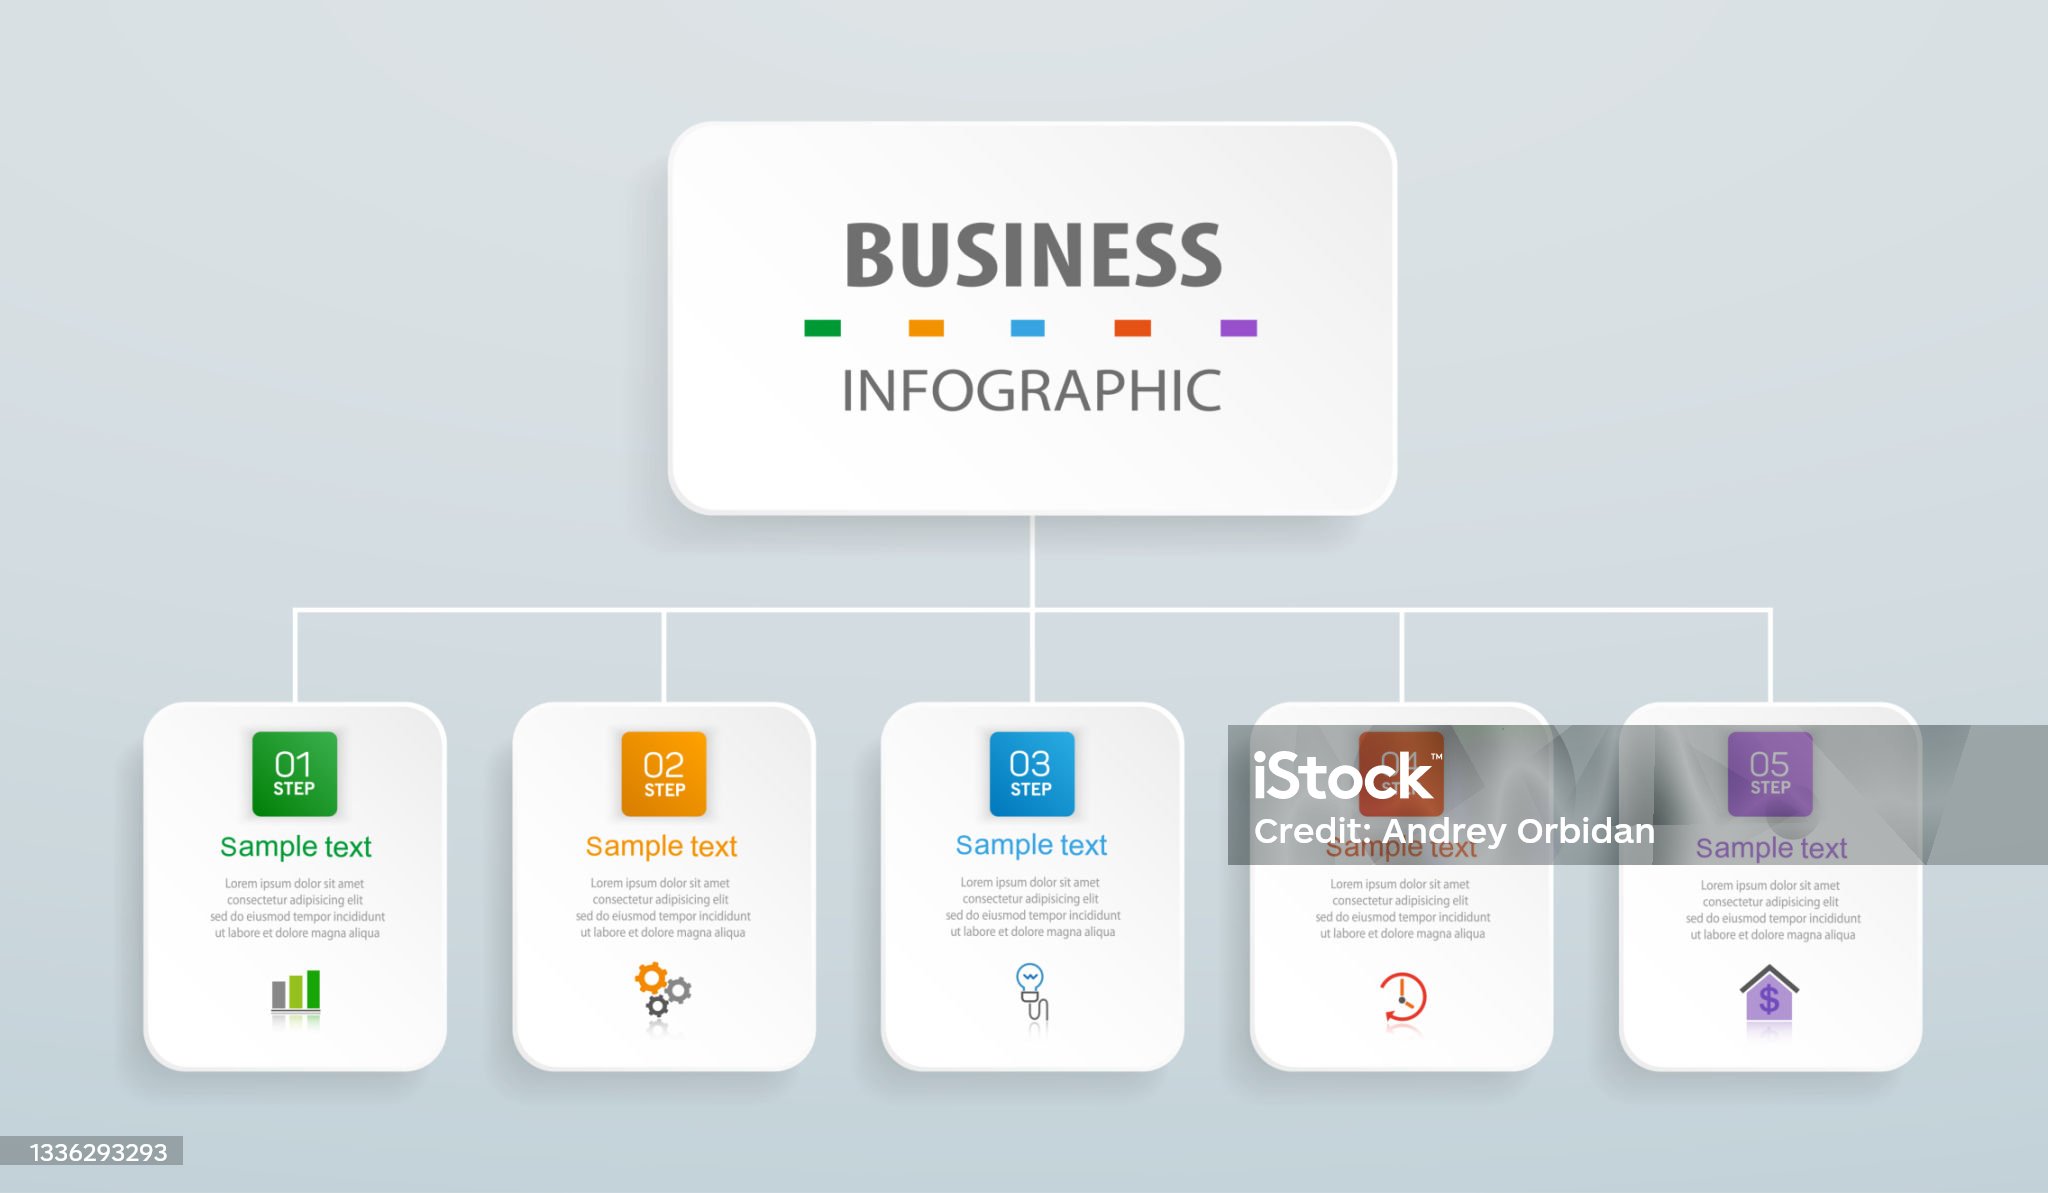 BUSINESS
INFOGRAPHIC
01
STEP
Sample text
Lorem ipsum dolor sit amet
consectetur adipisicing elit
sed do eiusmod tempor incididunt
ut labore et dolore magna aliqua
02
STEP
Sample text
Lorem ipsum dolor sit amet
consectetur adipisicing elit
sed do eiusmod tempor incididunt
ut labore et dolore magna aliqua
03
STEP
Sample text
Lorem ipsum dolor sit amet
consectetur adipisicing elit
sed do eiusmod tempor incididunt
ut labore et dolore magna aliqua
04
STEP
Sample text
Lorem ipsum dolor sit amet
consectetur adipisicing elit
sed do eiusmod tempor incididunt
ut labore et dolore magna aliqua
05
STEP
Sample text
Lorem ipsum dolor sit amet
consectetur adipisicing elit
sed do eiusmod tempor incididunt
ut labore et dolore magna aliqua
$
iStock™
Credit: Andrey Orbidan
1336293293